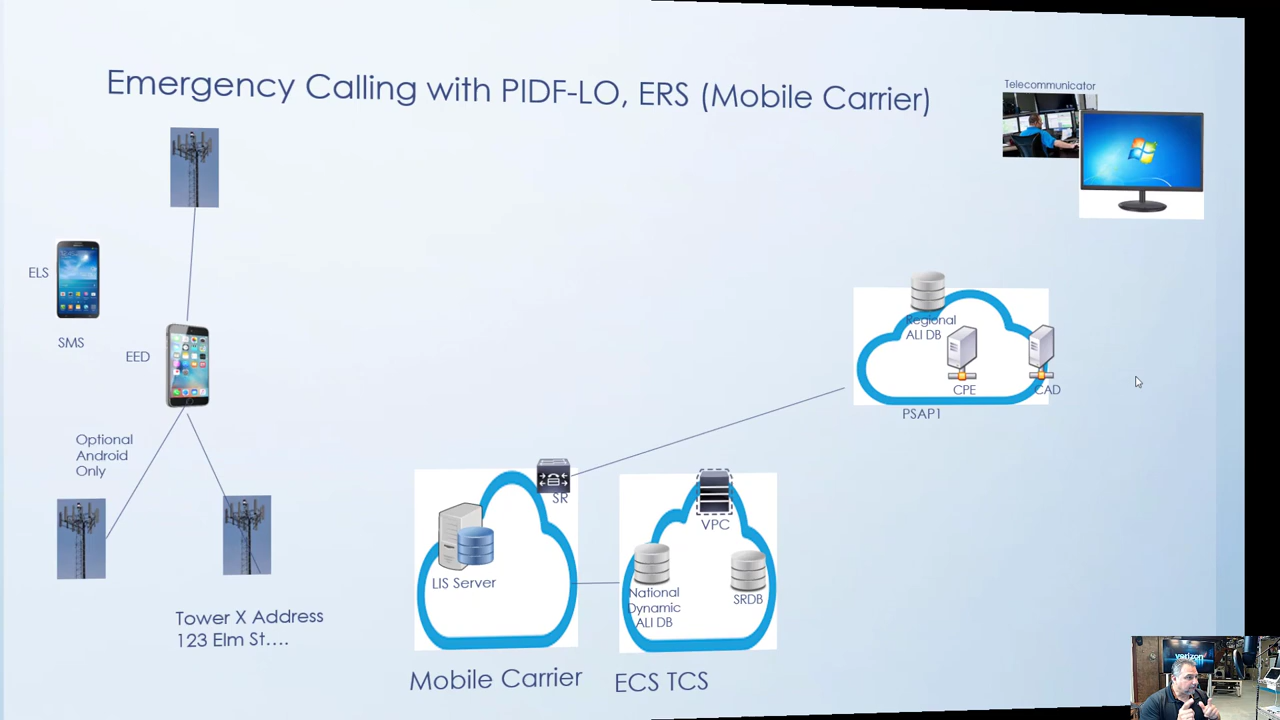 Emergency Calling with PIDF-LO, ERS (Mobile Carrier)
Telecommunicator
ELS
SMS
EED
Optional
Android
Only
Tower X Address
123 Elm St....
Regional
ALI DB
CPE
CAD
PSAP1
SR
LIS Server
Mobile Carrier
VPC
National
Dynamic
ALI DB
SRDB
ECS TCS
verizon